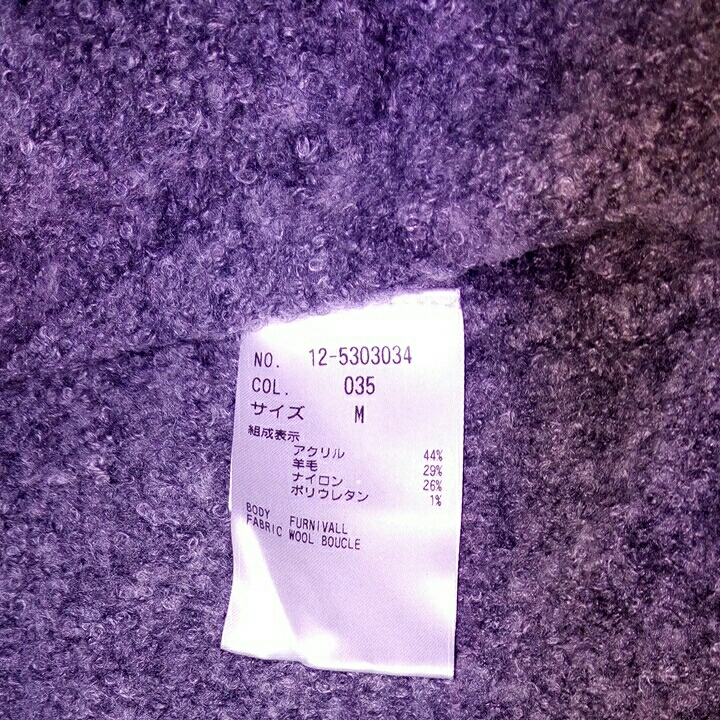 NO. 12-5303034
COL. 035
サイズ M
組成表示
アクリル 44%
羊毛 29%
ナイロン 26%
ポリウレタン 1%
BODY FURNIVALL
FABRIC WOOL BOUCLE